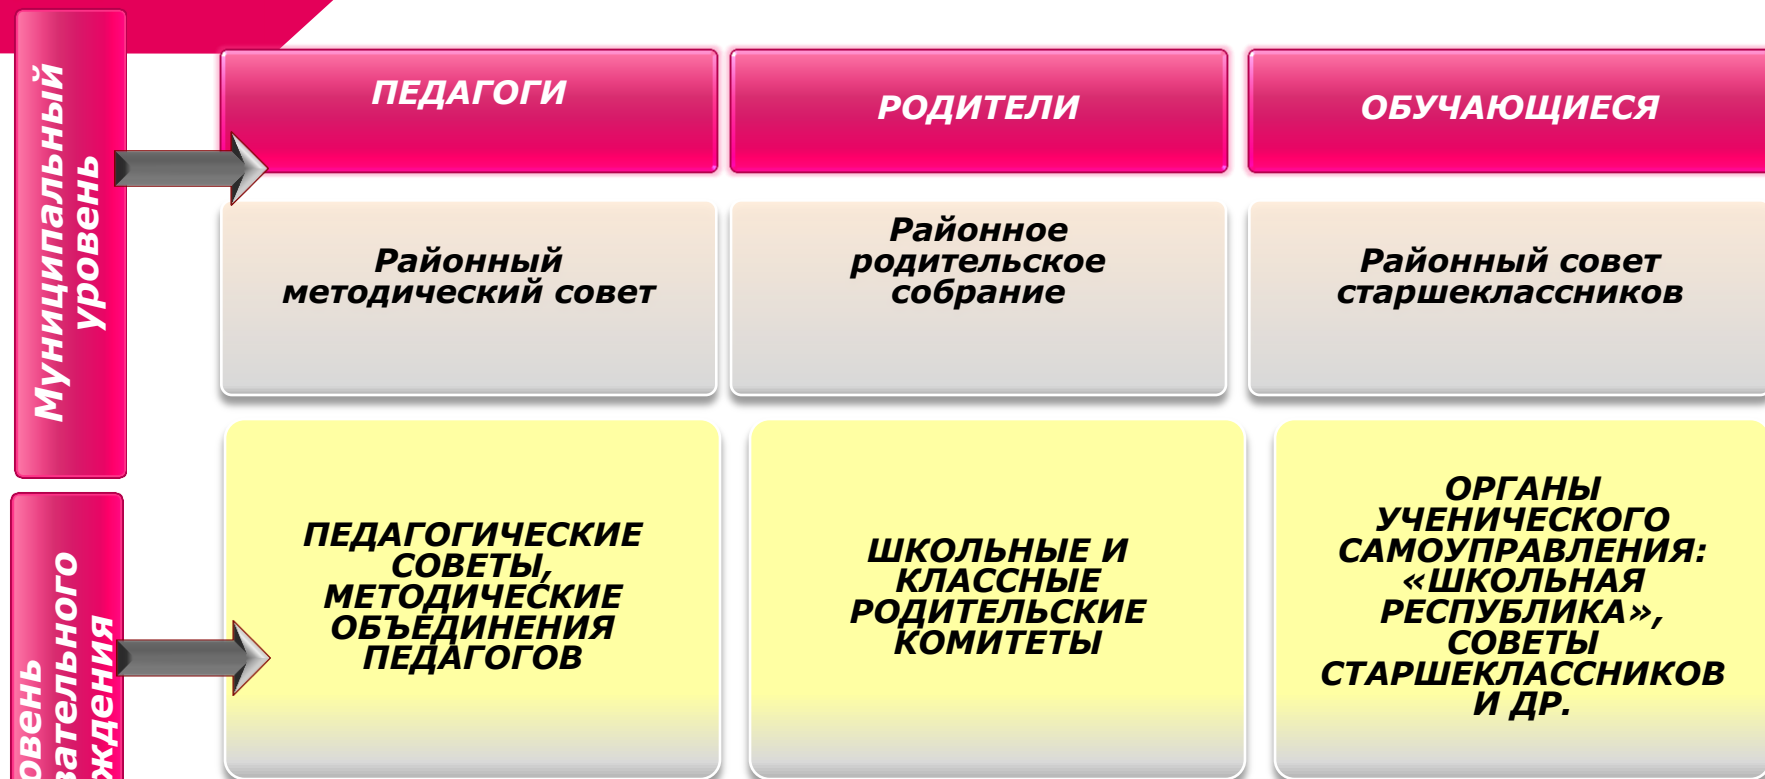 Муниципальный
уровень
ПЕДАГОГИ
РОДИТЕЛИ
ОБУЧАЮЩИЕСЯ
Районный
методический совет
Районное
родительское
собрание
Районный совет
старшеклассников
ПЕДАГОГИЧЕСКИЕ
СОВЕТЫ,
МЕТОДИЧЕСКИЕ
ОБЪЕДИНЕНИЯ
ПЕДАГОГОВ
ШКОЛЬНЫЕ И
КЛАССНЫЕ
РОДИТЕЛЬСКИЕ
КОМИТЕТЫ
ОРГАНЫ
УЧЕНИЧЕСКОГО
САМОУПРАВЛЕНИЯ:
«ШКОЛЬНАЯ
РЕСПУБЛИКА»,
СОВЕТЫ
СТАРШЕКЛАССНИКОВ
И ДР.